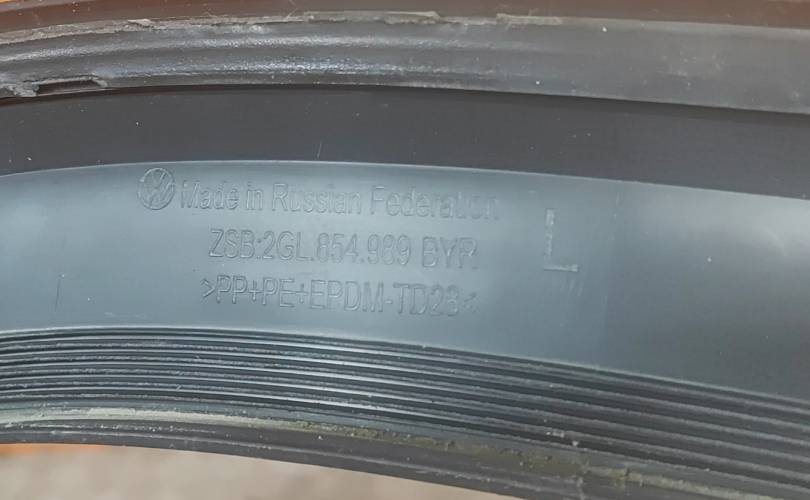 Made in Russian Federation
ZSB:2GL.854.989 BYR
L
>PP+PE+EPDM-TD23<